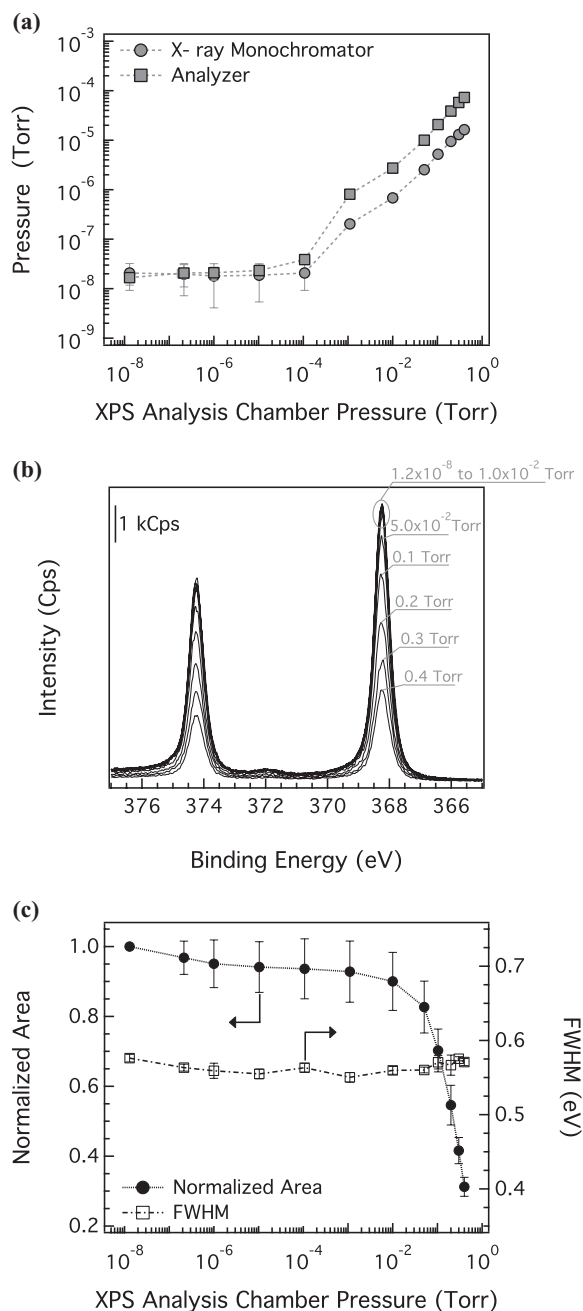 (a)
10⁻³
X- ray Monochromator
Analyzer
10⁻⁴
10⁻⁵
Pressure (Torr)
10⁻⁶
10⁻⁷
10⁻⁸
10⁻⁹
10⁻⁸ 10⁻⁶ 10⁻⁴ 10⁻² 10⁰
XPS Analysis Chamber Pressure (Torr)
(b)
1.2x10⁻⁸ to 1.0x10⁻² Torr
1 kCps
5.0x10⁻² Torr
0.1 Torr
0.2 Torr
0.3 Torr
0.4 Torr
Intensity (Cps)
376 374 372 370 368 366
Binding Energy (eV)
(c)
1.0
0.8
0.6
0.4
0.2
Normalized Area
0.7
0.6
0.5
0.4
FWHM (eV)
Normalized Area
FWHM
10⁻⁸ 10⁻⁶ 10⁻⁴ 10⁻² 10⁰
XPS Analysis Chamber Pressure (Torr)